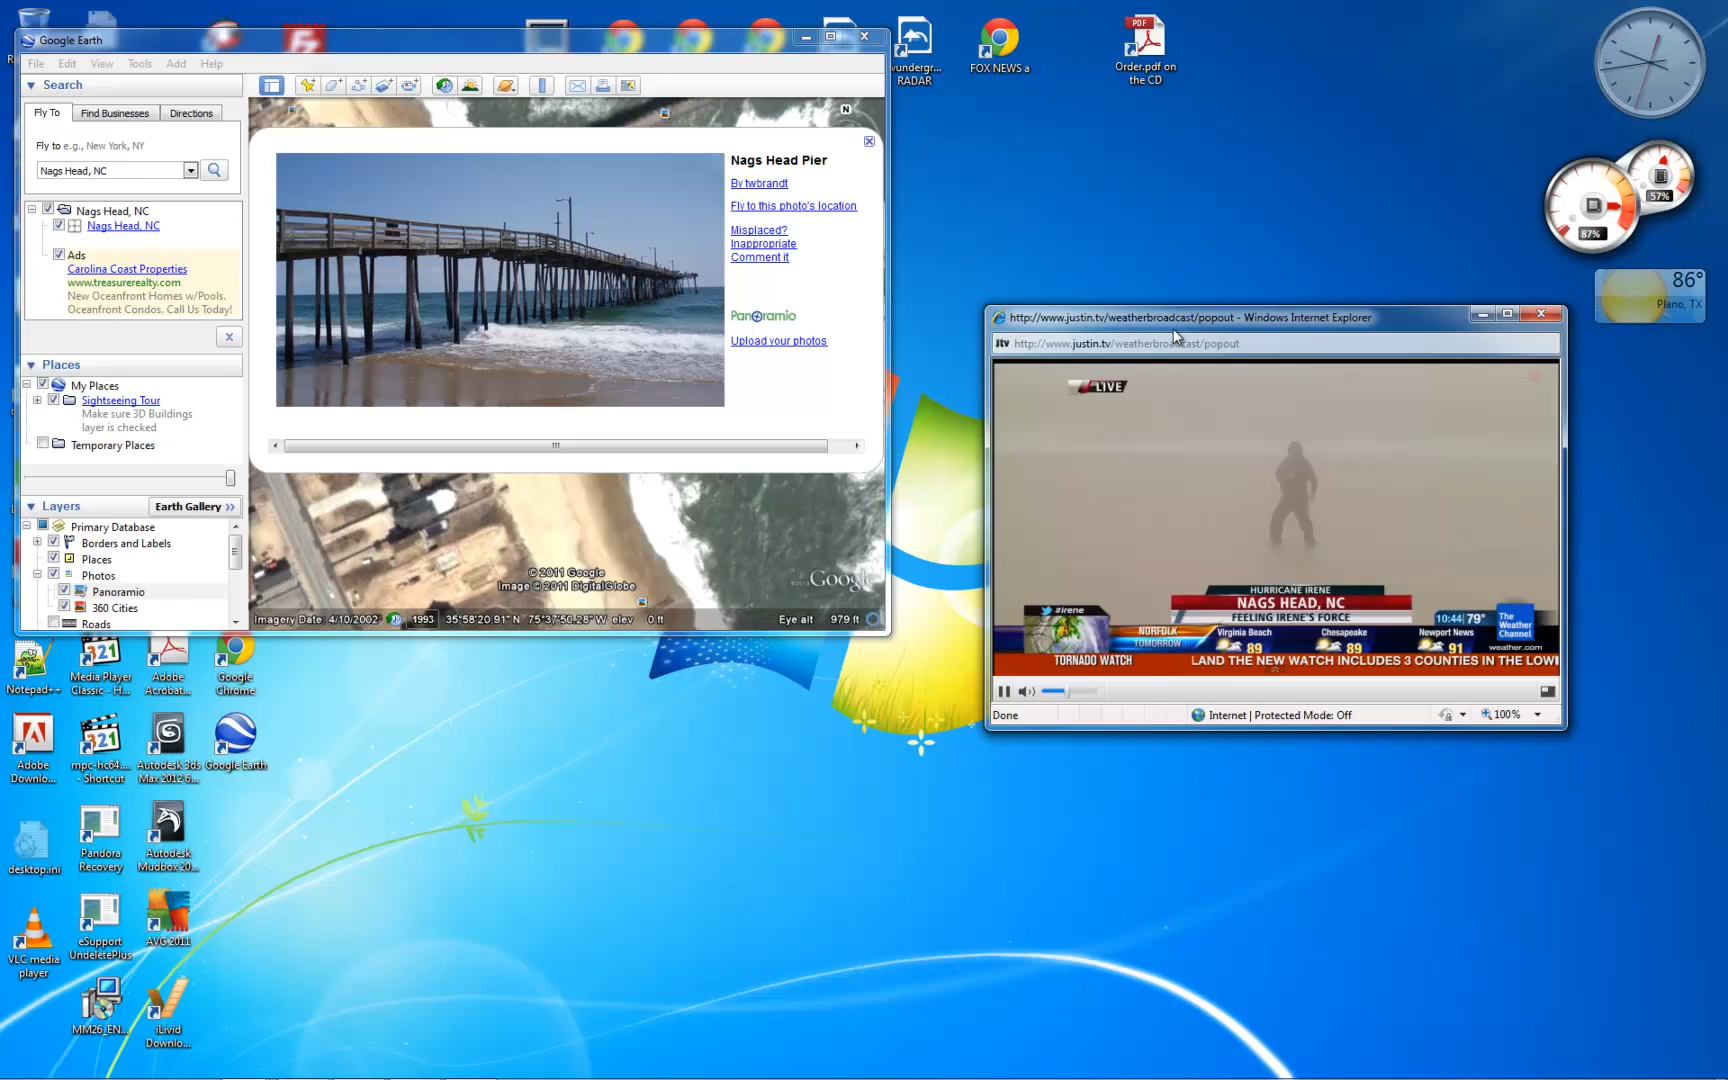 Google Earth
File Edit View Tools Add Help
Search
Fly To Find Businesses Directions
Fly to e.g., New York, NY
Nags Head, NC
Nags Head, NC
Nags Head, NC
Ads
Carolina Coast Properties
www.treasurerealty.com
New Oceanfront Homes w/Pools.
Oceanfront Condos. Call Us Today!
Places
My Places
Sightseeing Tour
Make sure 3D Buildings
layer is checked
Temporary Places
Layers
Earth Gallery >>
Primary Database
Borders and Labels
Places
Photos
Panoramio
360 Cities
Roads
N
Nags Head Pier
By twbrandt
Fly to this photo's location
Misplaced?
Inappropriate
Comment it
Panoramio
Upload your photos
© 2011 Google
Image © 2011 DigitalGlobe
Google
Imagery Date: 4/10/2002 1993 35°58'20.91" N 75°37'50.28" W elev 0 ft Eye alt 979 ft
RADAR
FOX NEWS a
PDF
Order.pdf on
the CD
87%
57%
86°
Plano, TX
http://www.justin.tv/weatherbroadcast/popout - Windows Internet Explorer
jtv http://www.justin.tv/weatherbroadcast/popout
LIVE
HURRICANE IRENE
NAGS HEAD, NC
FEELING IRENE'S FORCE
#irene
10:44 79°
The
Weather
Channel
weather.com
NORFOLK
TOMORROW
Virginia Beach
89
Chesapeake
89
Newport News
91
TORNADO WATCH
LAND THE NEW WATCH INCLUDES 3 COUNTIES IN THE LOWE
Done Internet | Protected Mode: Off 100%
Notepad++
321
Media Player
Classic - H...
Adobe
Acrobat...
Google
Chrome
Adobe
Downlo...
321
mpc-hc64....
- Shortcut
Autodesk 3ds
Max 2012 6...
Google Earth
desktop.ini
Pandora
Recovery
Autodesk
Mudbox 20...
VLC media
player
eSupport
UndeletePlus
AVG 2011
MM26_EN...
iLivid
Downlo...